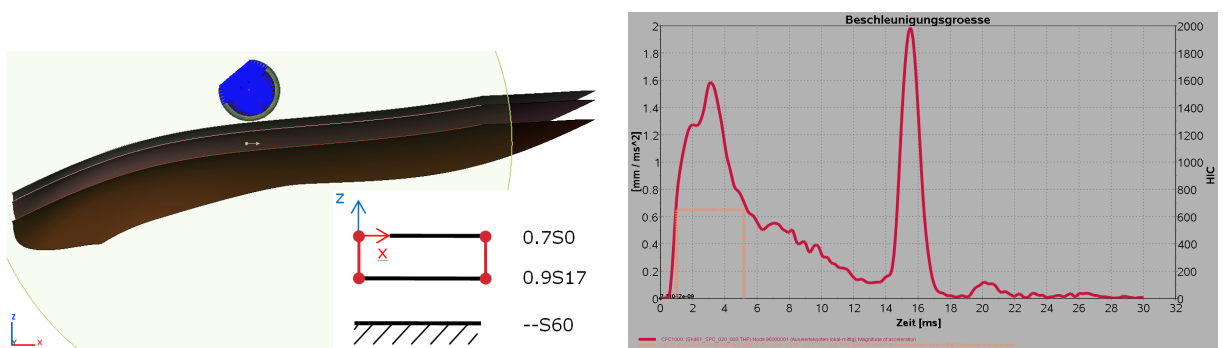 Z
X
0.7S0
0.9S17
--S60
Z
X
Beschleunigungsgroesse
[mm / ms^2]
2
1.8
1.6
1.4
1.2
1
0.8
0.6
0.4
0.2
0
2000
1800
1600
1400
1200
1000
800
600
400
200
0
HIC
0 2 4 6 8 10 12 14 16 18 20 22 24 26 28 30 32
Zeit [ms]
Magnitude of acceleration